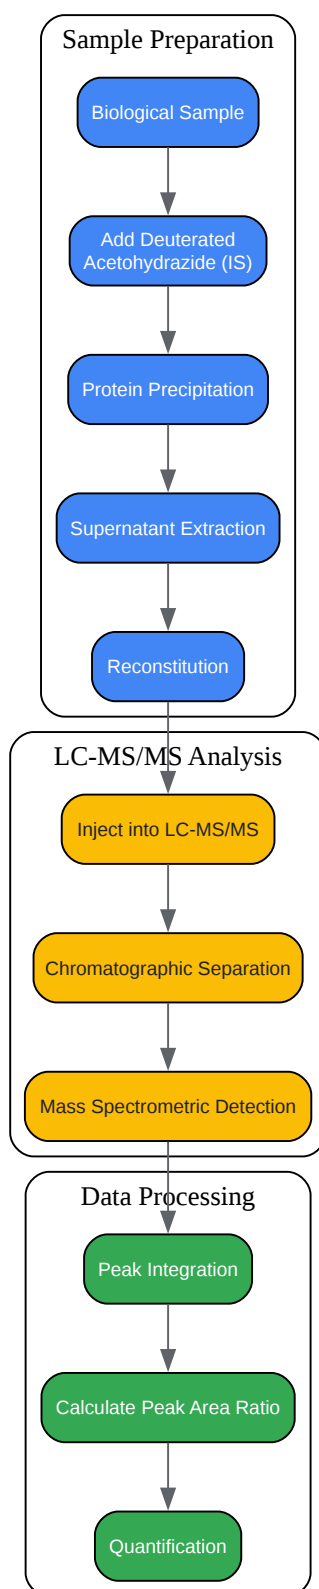 Sample Preparation
Biological Sample
Add Deuterated
Acetohydrazide (IS)
Protein Precipitation
Supernatant Extraction
Reconstitution
LC-MS/MS Analysis
Inject into LC-MS/MS
Chromatographic Separation
Mass Spectrometric Detection
Data Processing
Peak Integration
Calculate Peak Area Ratio
Quantification